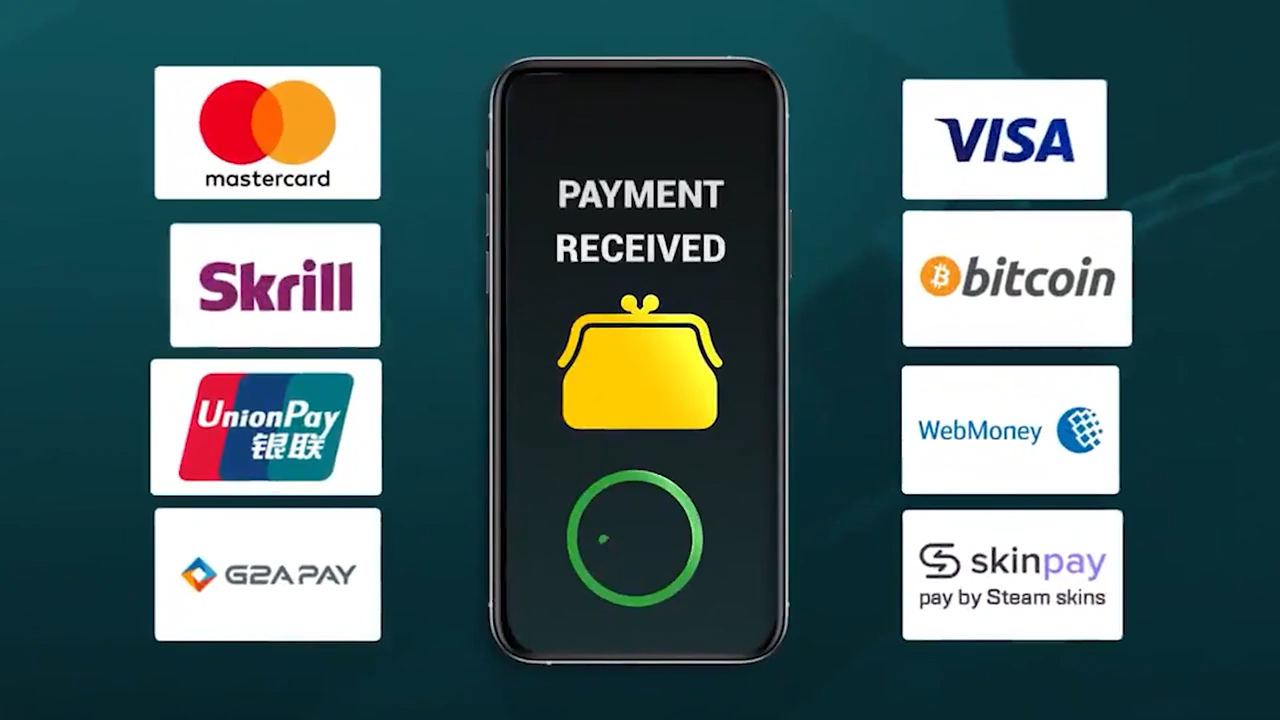 mastercard
Skrill
UnionPay
银联
G2A PAY
PAYMENT
RECEIVED
VISA
bitcoin
WebMoney
skinpay
pay by Steam skins